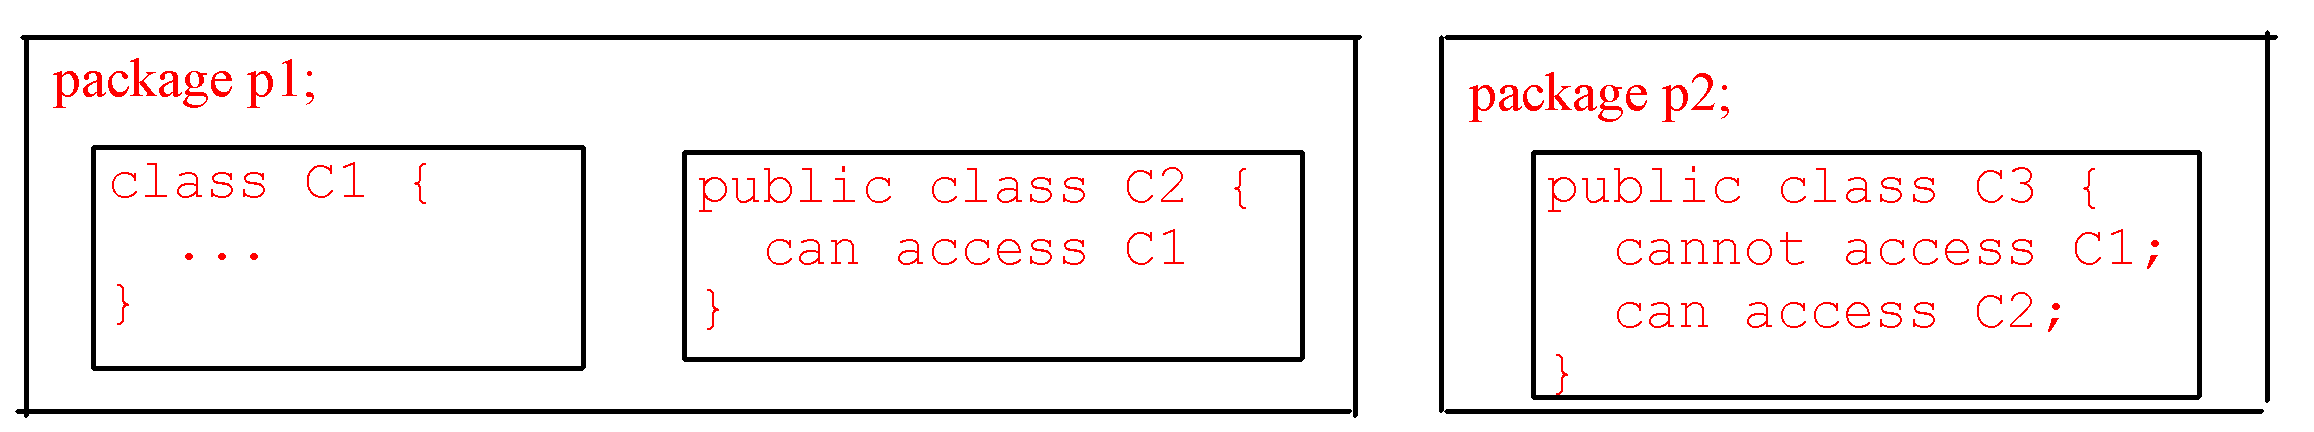 package p1;
class C1 {
  ...
}
public class C2 {
  can access C1
}
package p2;
public class C3 {
  cannot access C1;
  can access C2;
}